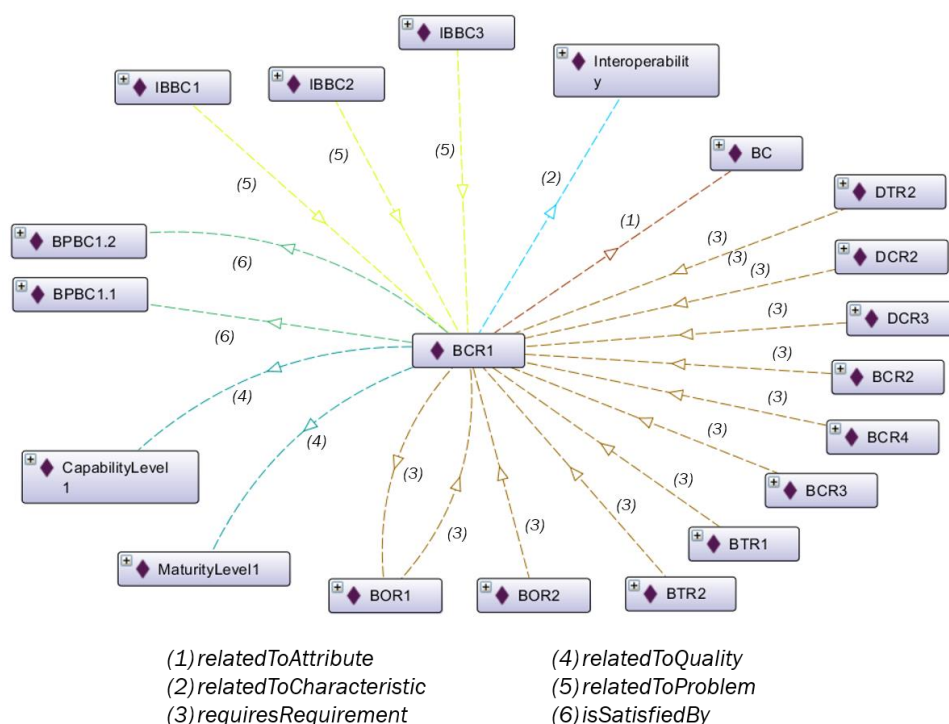 IBBC3
Interoperabilit
y
IBBC1
IBBC2
(5)
(5)
(5)
(2)
BC
DTR2
(1)
(3)
(3)
(3)
BPBC1.2
(6)
DCR2
BPBC1.1
(6)
DCR3
(3)
BCR1
(3)
BCR2
(4)
(3)
BCR4
(4)
(3)
CapabilityLevel
1
(3)
(3)
BCR3
(3)
(3)
(3)
BTR1
MaturityLevel1
BOR1
BOR2
BTR2
(1) relatedToAttribute
(2) relatedToCharacteristic
(3) requiresRequirement
(4) relatedToQuality
(5) relatedToProblem
(6) isSatisfiedBy